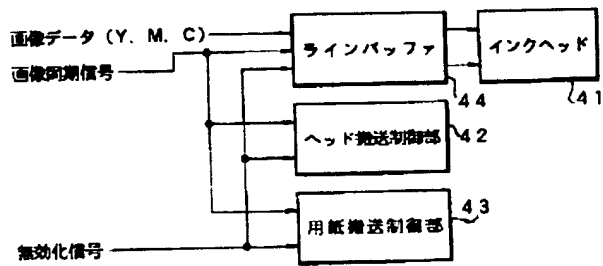 画像データ（Y．M．C）
画像同期信号
ラインバッファ
44
インクヘッド
41
ヘッド搬送制御部
42
用紙搬送制御部
43
無効化信号